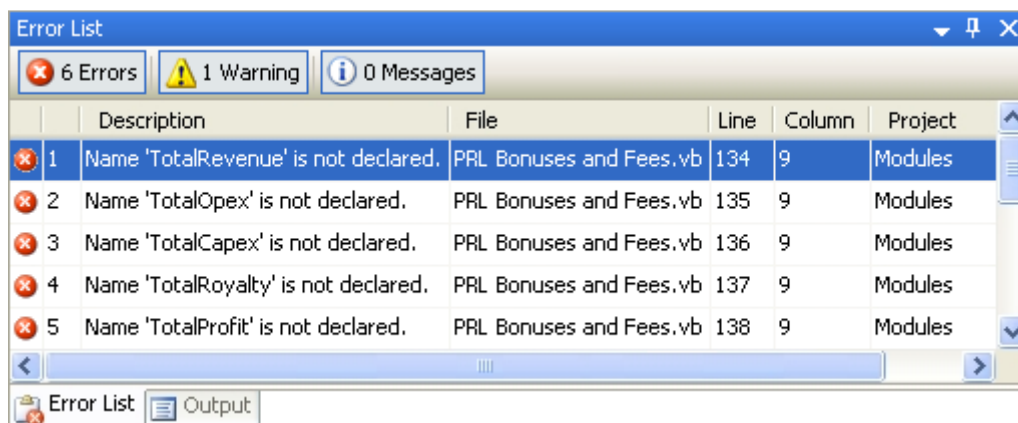 Error List
6 Errors 1 Warning 0 Messages
Description File Line Column Project
1 Name 'TotalRevenue' is not declared. PRL Bonuses and Fees.vb 134 9 Modules
2 Name 'TotalOpex' is not declared. PRL Bonuses and Fees.vb 135 9 Modules
3 Name 'TotalCapex' is not declared. PRL Bonuses and Fees.vb 136 9 Modules
4 Name 'TotalRoyalty' is not declared. PRL Bonuses and Fees.vb 137 9 Modules
5 Name 'TotalProfit' is not declared. PRL Bonuses and Fees.vb 138 9 Modules
Error List Output